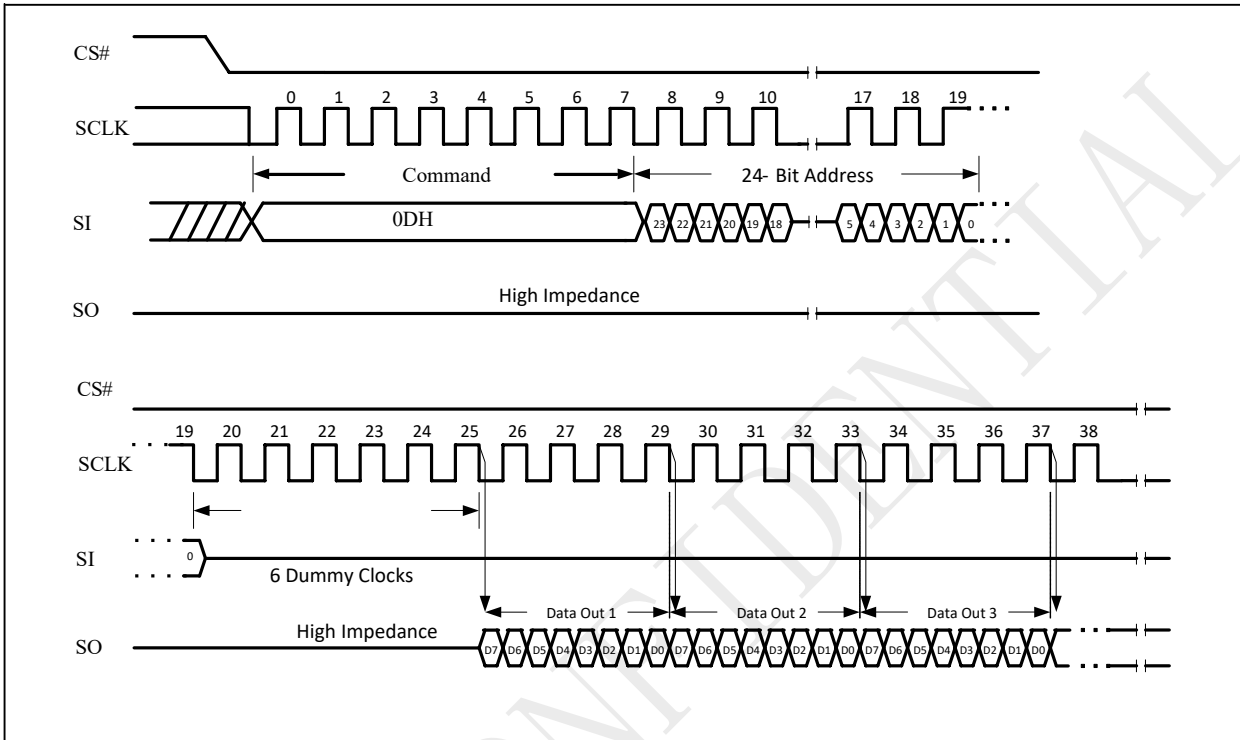 CS#
0 1 2 3 4 5 6 7 8 9 10 17 18 19
SCLK
Command 24- Bit Address
SI 0DH 23 22 21 20 19 18 5 4 3 2 1 0
High Impedance
SO
CS#
19 20 21 22 23 24 25 26 27 28 29 30 31 32 33 34 35 36 37 38
SCLK
SI 0
6 Dummy Clocks
Data Out 1 Data Out 2 Data Out 3
High Impedance
SO D7 D6 D5 D4 D3 D2 D1 D0 D7 D6 D5 D4 D3 D2 D1 D0 D7 D6 D5 D4 D3 D2 D1 D0
CONFIDENTIAL